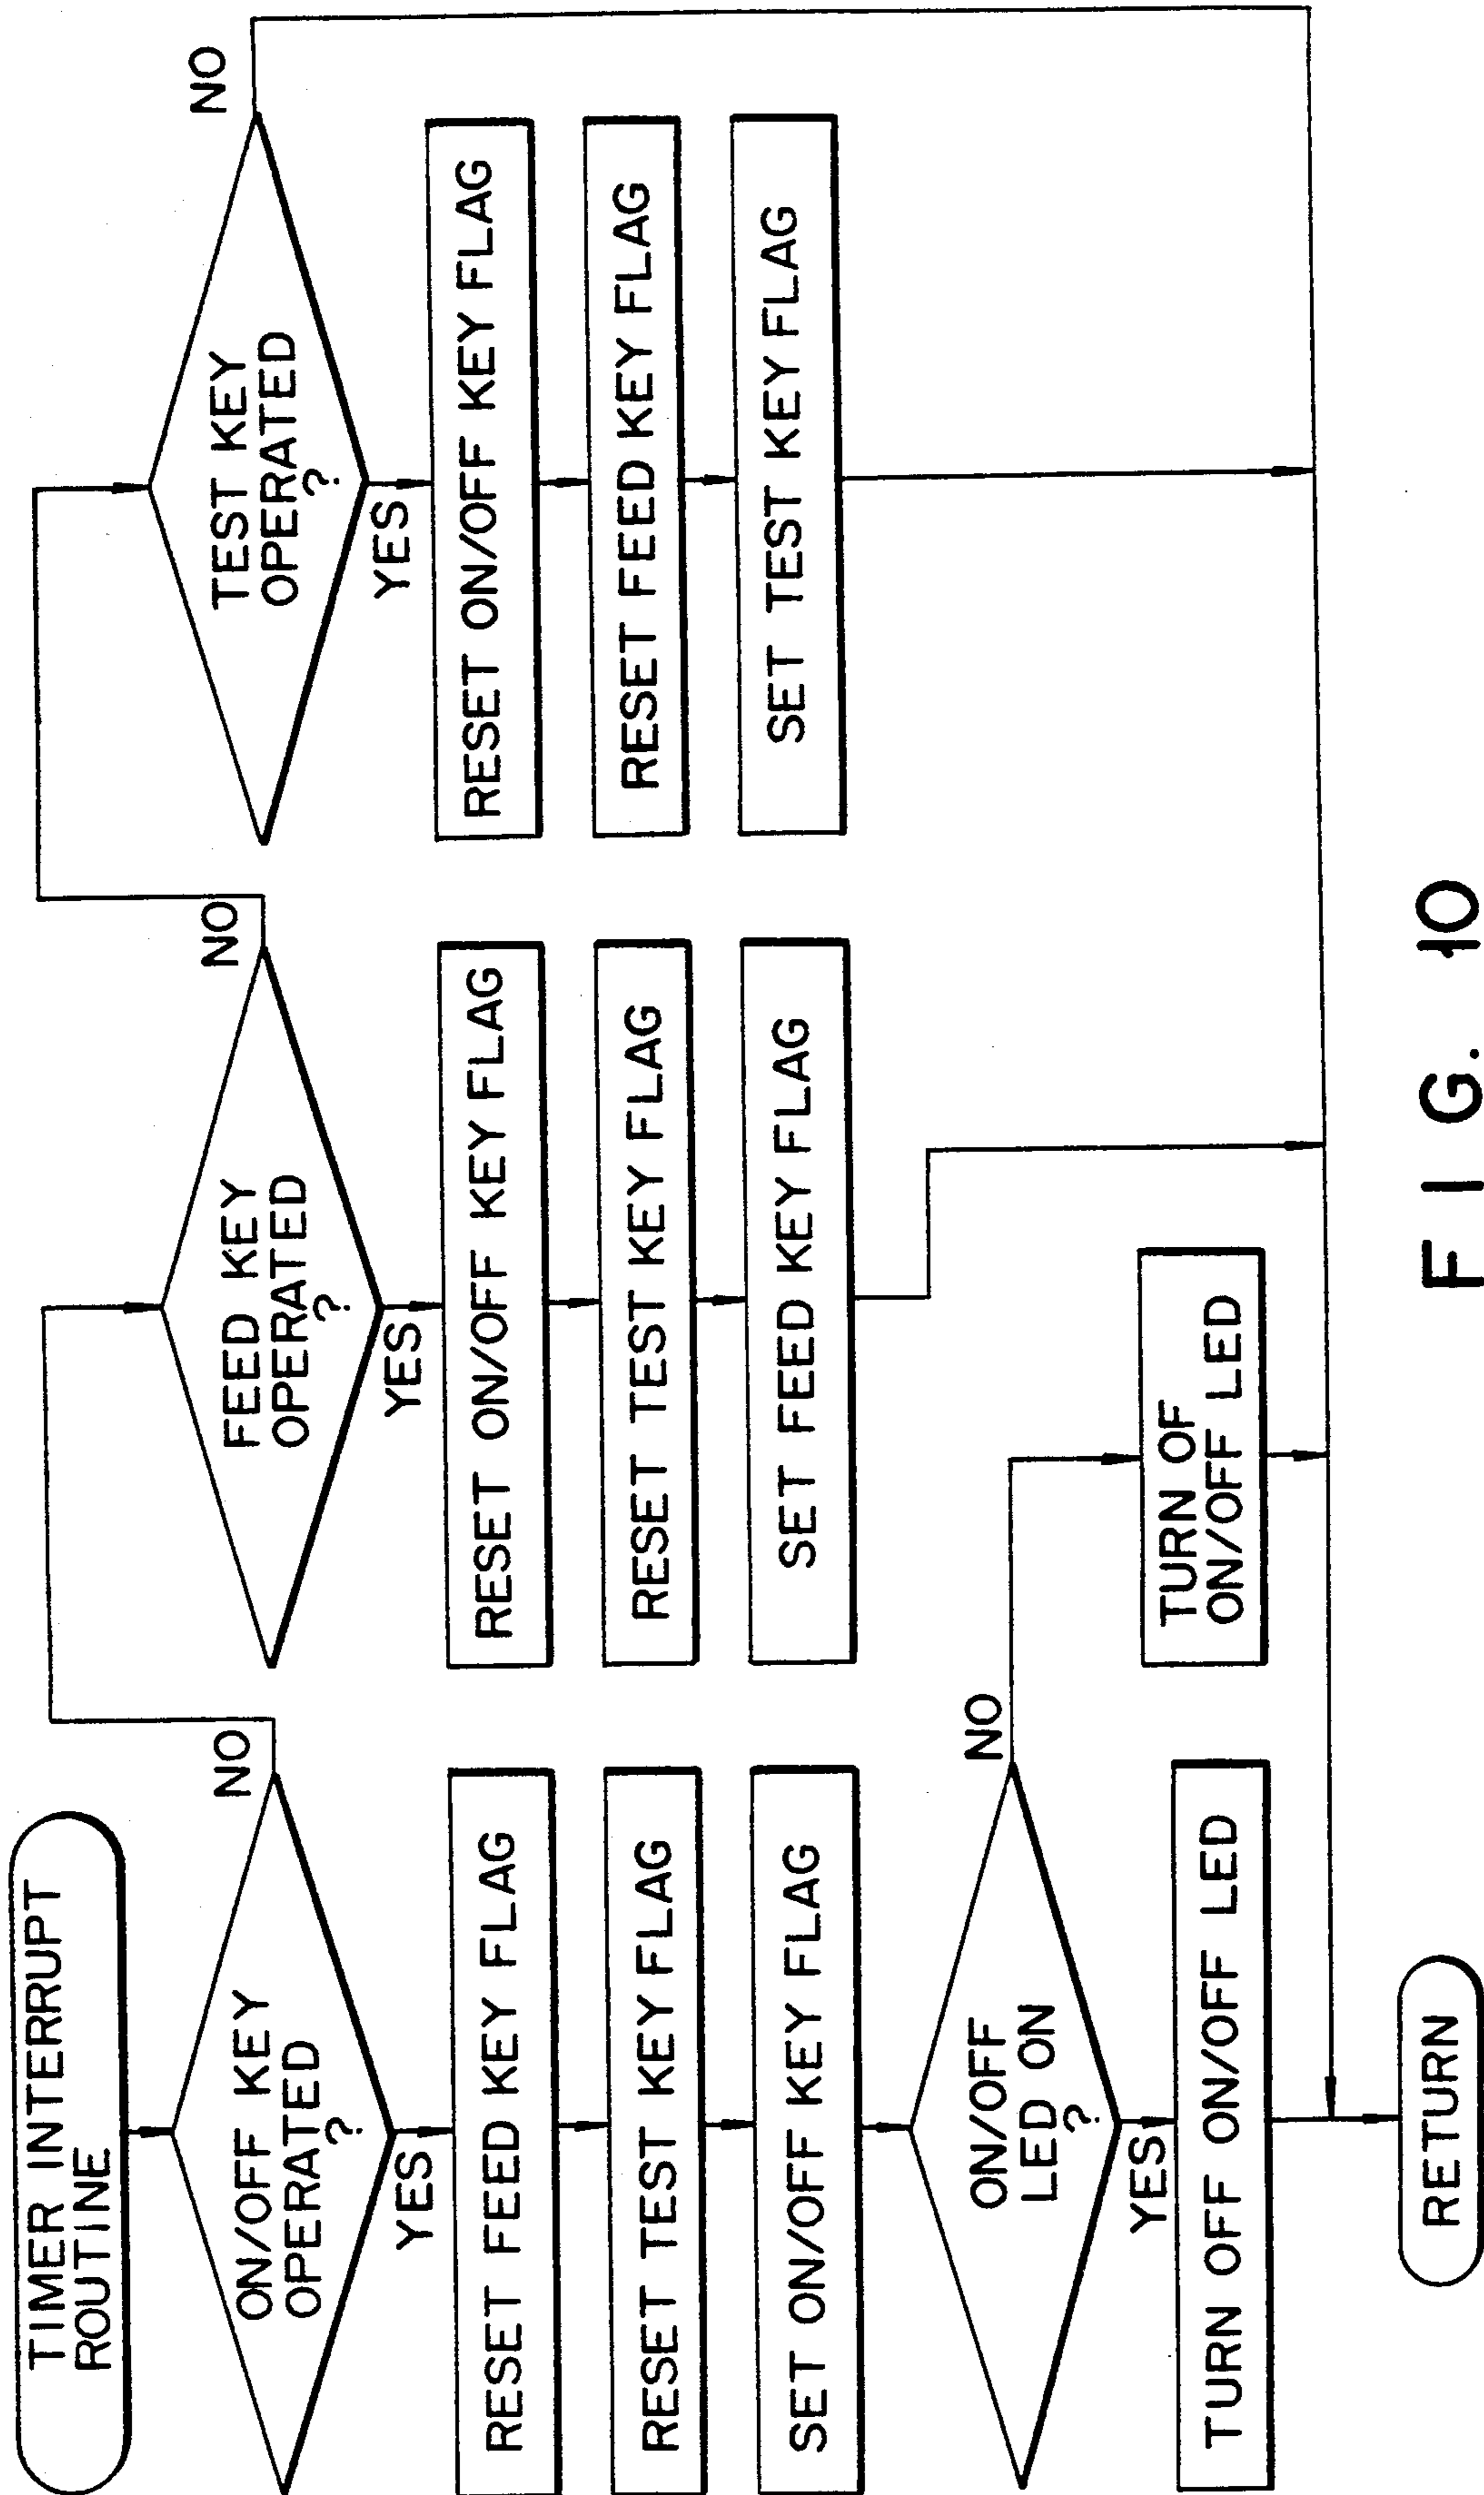 TIMER INTERRUPT
ROUTINE
ON/OFF KEY
OPERATED
?
NO
YES
RESET FEED KEY FLAG
RESET TEST KEY FLAG
SET ON/OFF KEY FLAG
ON/OFF
LED ON
?
NO
YES
TURN OFF ON/OFF LED
TURN OF
ON/OFF LED
RETURN
FEED KEY
OPERATED
?
NO
YES
RESET ON/OFF KEY FLAG
RESET TEST KEY FLAG
SET FEED KEY FLAG
TEST KEY
OPERATED
?
NO
YES
RESET ON/OFF KEY FLAG
RESET FEED KEY FLAG
SET TEST KEY FLAG
FIG. 10